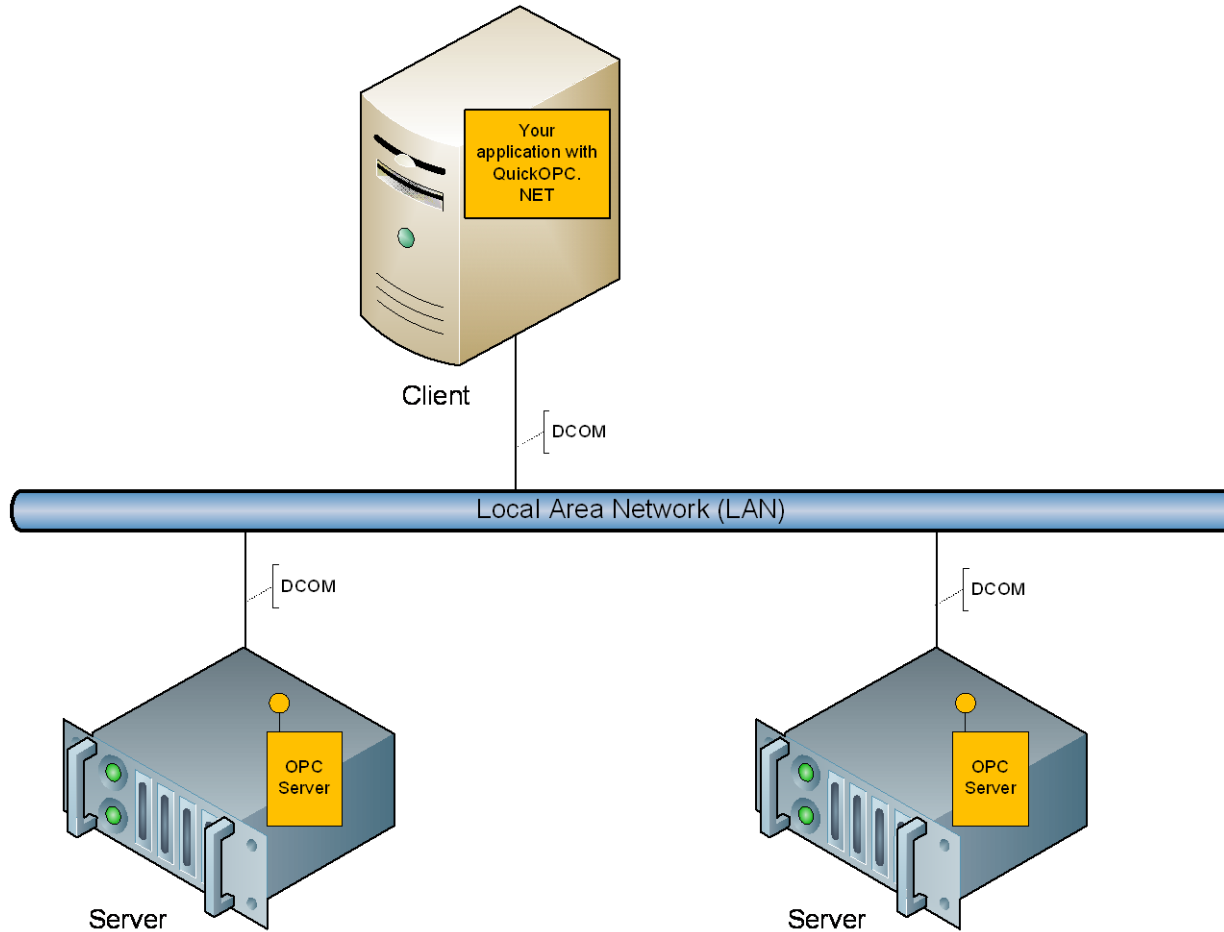 Your
application with
QuickOPC.
NET
Client
DCOM
Local Area Network (LAN)
DCOM
DCOM
OPC
Server
OPC
Server
Server
Server